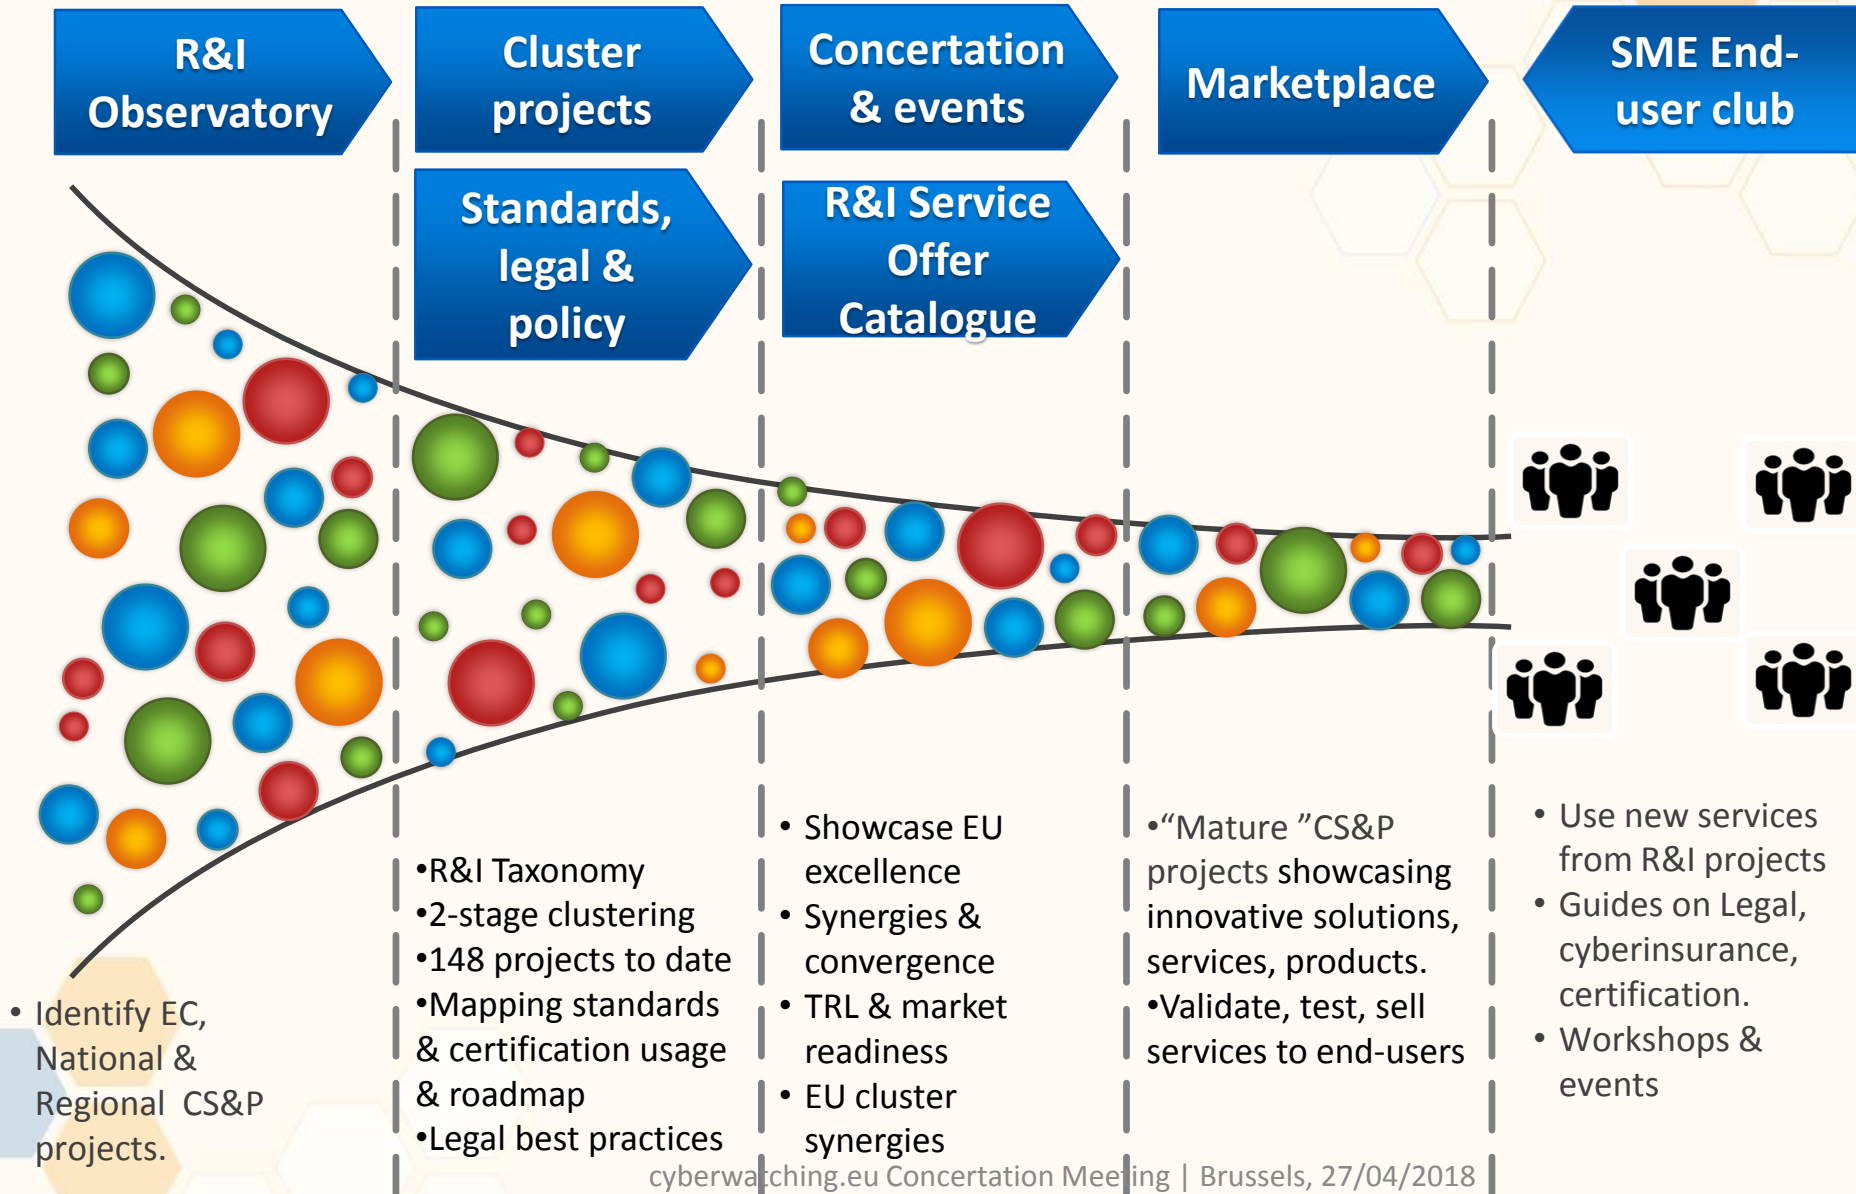 R&I
Observatory
Cluster
projects
Concertation
& events
Marketplace
SME End-
user club
Standards,
legal &
policy
R&I Service
Offer
Catalogue
• Identify EC,
National &
Regional CS&P
projects.
•R&I Taxonomy
•2-stage clustering
•148 projects to date
•Mapping standards
& certification usage
& roadmap
•Legal best practices
• Showcase EU
excellence
• Synergies &
convergence
• TRL & market
readiness
• EU cluster
synergies
•“Mature ”CS&P
projects showcasing
innovative solutions,
services, products.
•Validate, test, sell
services to end-users
• Use new services
from R&I projects
• Guides on Legal,
cyberinsurance,
certification.
• Workshops &
events
cyberwatching.eu Concertation Meeting | Brussels, 27/04/2018